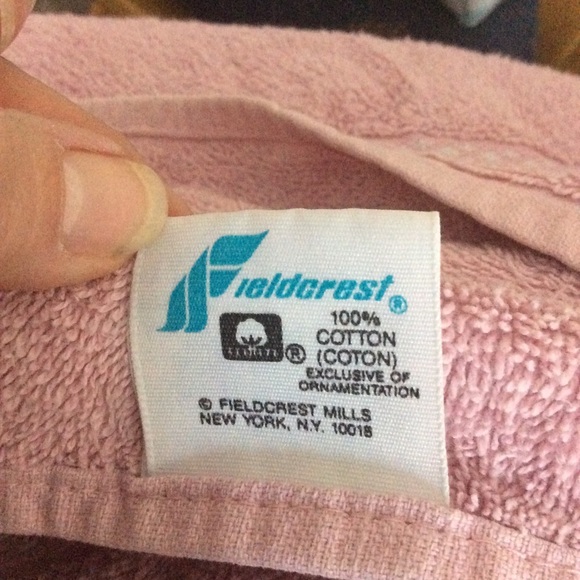 Fieldcrest®
100%
COTTON
(COTON)
®
EXCLUSIVE OF
ORNAMENTATION
© FIELDCREST MILLS
NEW YORK, N.Y. 10018